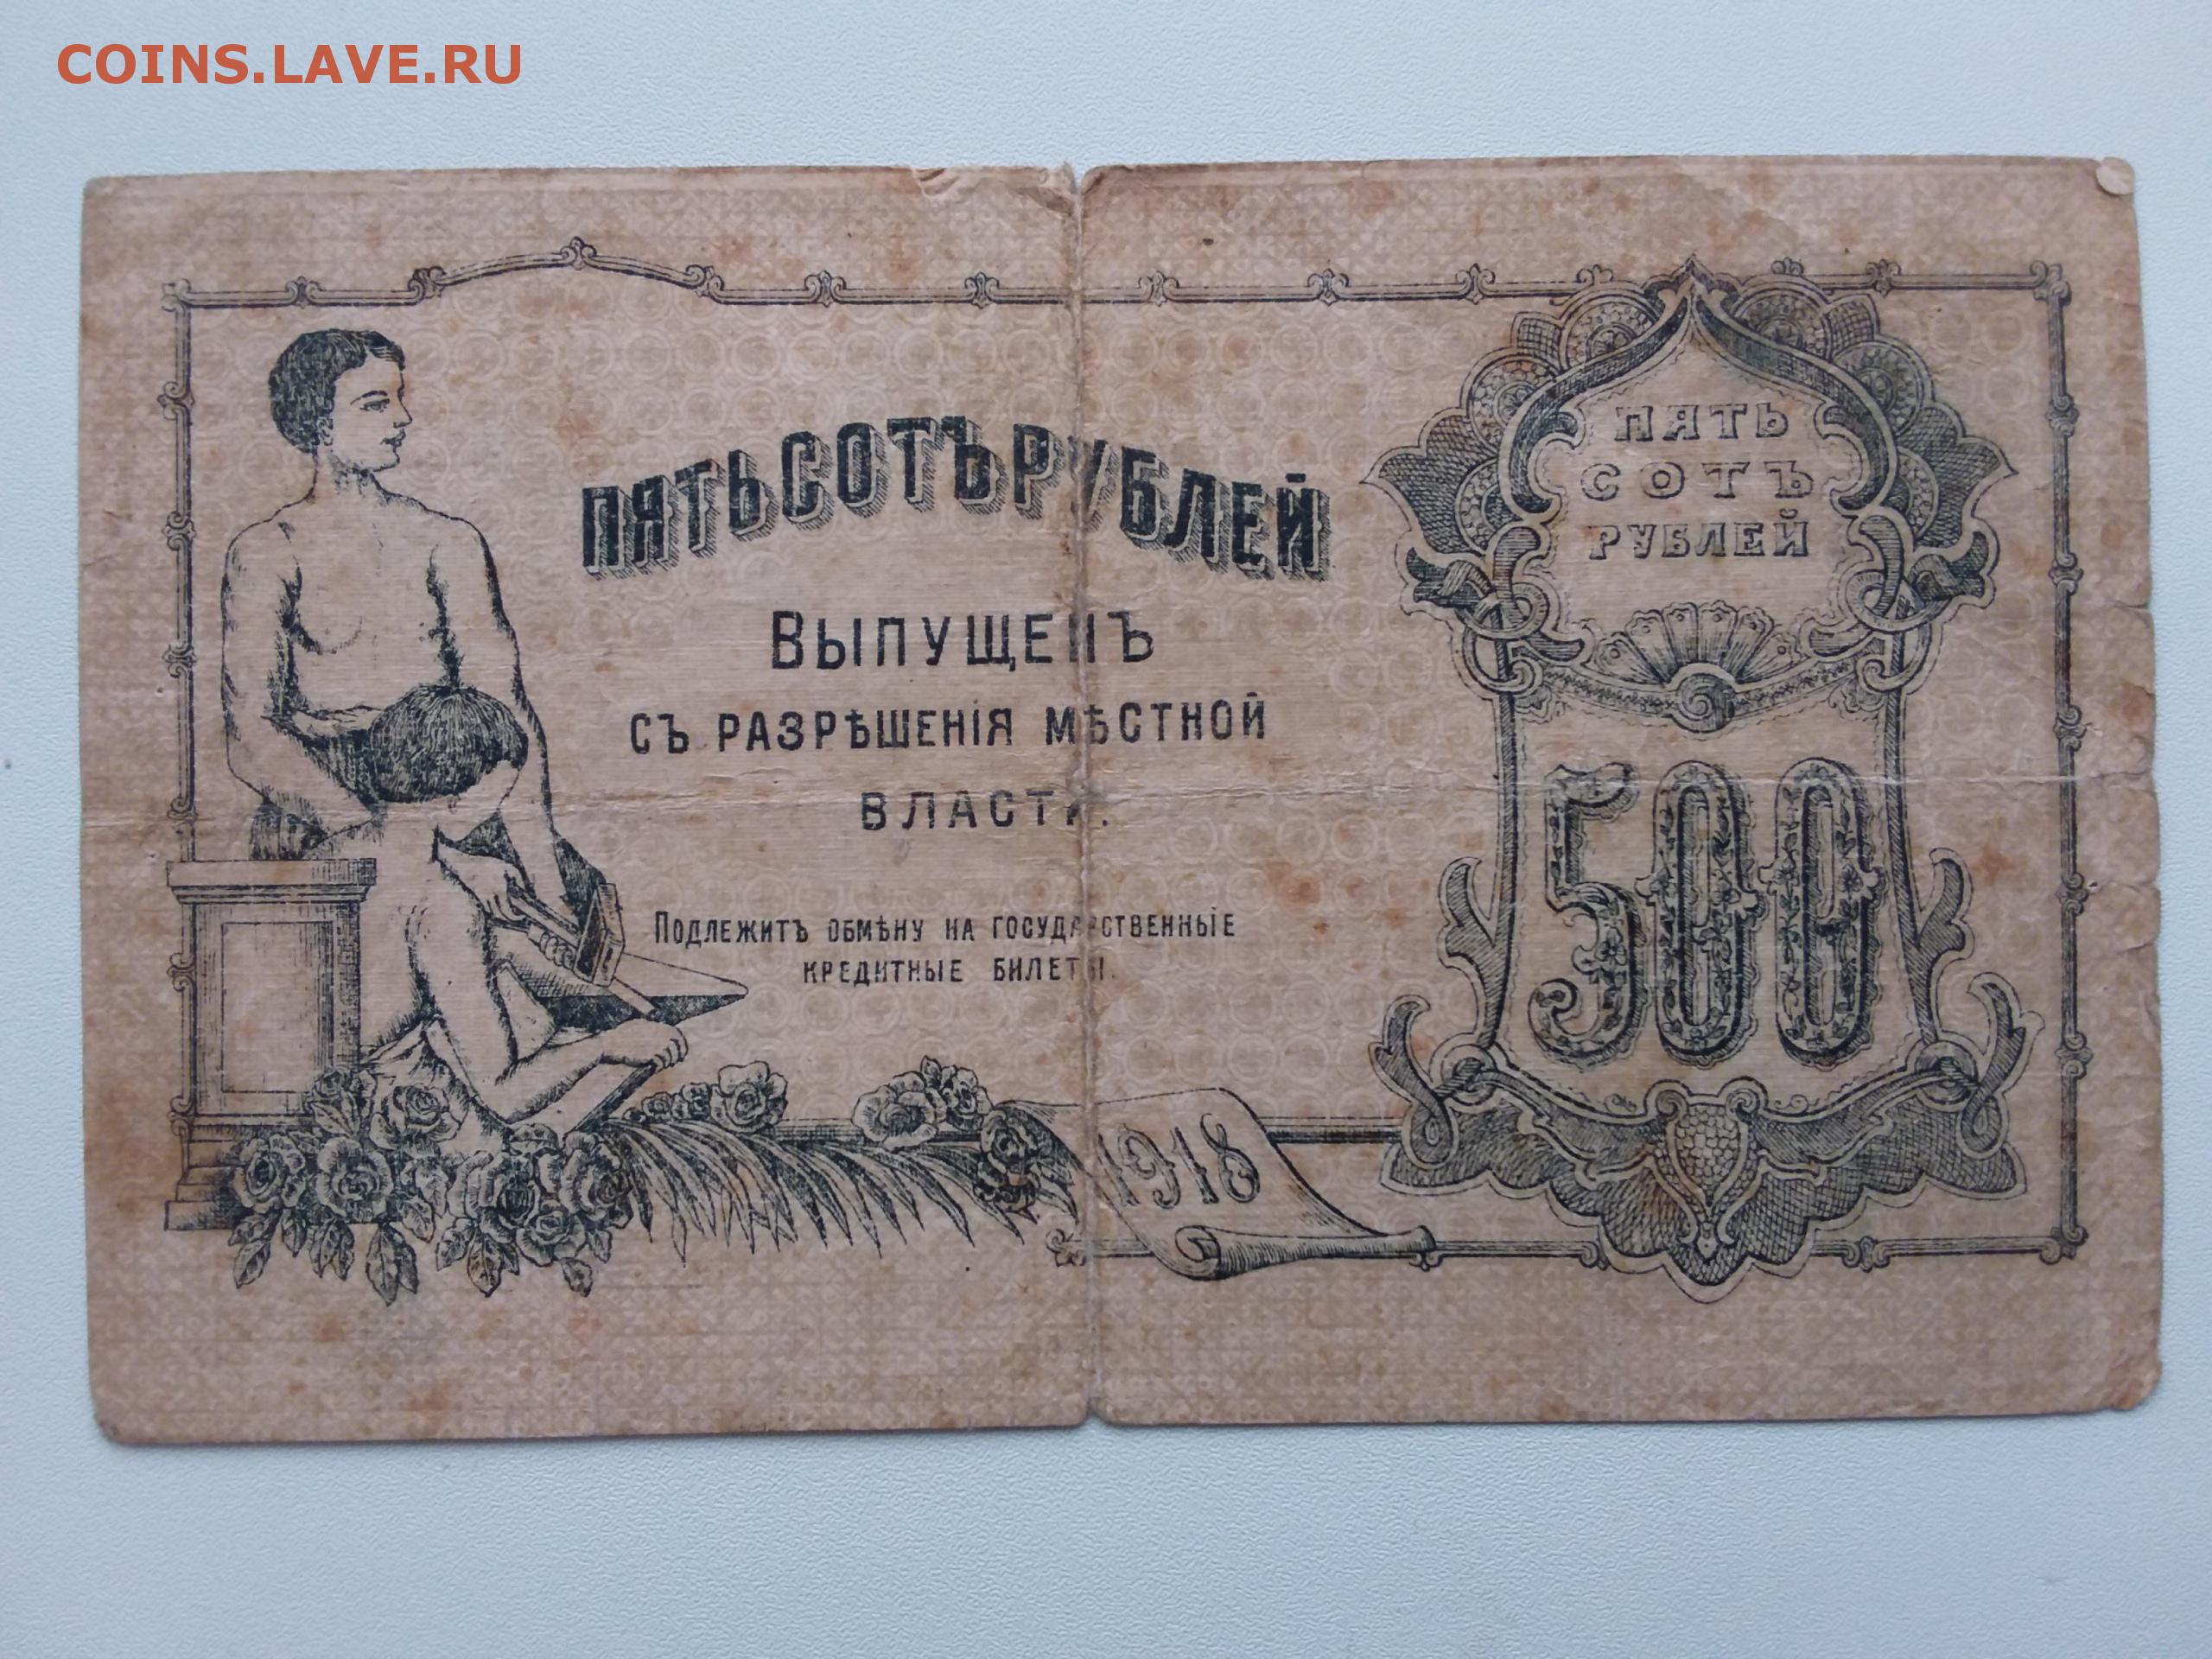 COINS.LAVE.RU
ПЯТЬСОТЪ РУБЛЕЙ
ВЫПУЩЕНЪ
СЪ РАЗРѢШЕНІЯ МѢСТНОЙ
ВЛАСТИ.
ПОДЛЕЖИТЪ ОБМѢНУ НА ГОСУДАРСТВЕННЫІЕ
КРЕДИТНЫЕ БИЛЕТЫ.
1918
ПЯТЬ
СОТЪ
РУБЛЕЙ
500